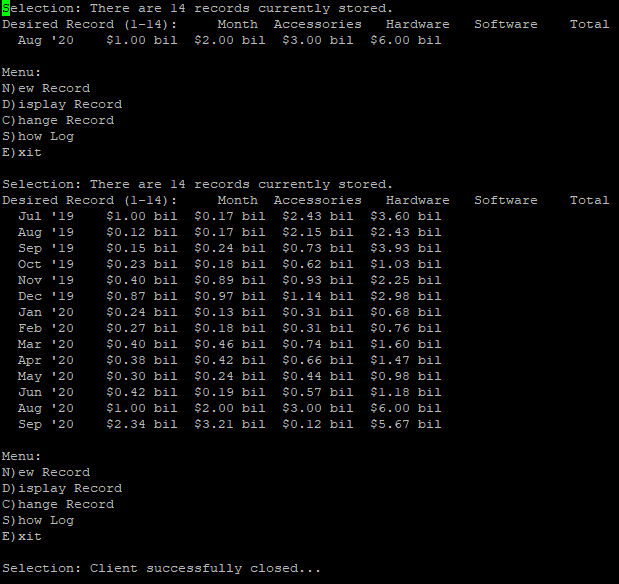 Selection: There are 14 records currently stored.
Desired Record (1-14):     Month  Accessories   Hardware   Software    Total
  Aug '20    $1.00 bil  $2.00 bil  $3.00 bil  $6.00 bil
Menu:
N)ew Record
D)isplay Record
C)hange Record
S)how Log
E)xit
Selection: There are 14 records currently stored.
Desired Record (1-14):     Month  Accessories   Hardware   Software    Total
  Jul '19    $1.00 bil  $0.17 bil  $2.43 bil  $3.60 bil
  Aug '19    $0.12 bil  $0.17 bil  $2.15 bil  $2.43 bil
  Sep '19    $0.15 bil  $0.24 bil  $0.73 bil  $3.93 bil
  Oct '19    $0.23 bil  $0.18 bil  $0.62 bil  $1.03 bil
  Nov '19    $0.40 bil  $0.89 bil  $0.93 bil  $2.25 bil
  Dec '19    $0.87 bil  $0.97 bil  $1.14 bil  $2.98 bil
  Jan '20    $0.24 bil  $0.13 bil  $0.31 bil  $0.68 bil
  Feb '20    $0.27 bil  $0.18 bil  $0.31 bil  $0.76 bil
  Mar '20    $0.40 bil  $0.46 bil  $0.74 bil  $1.60 bil
  Apr '20    $0.38 bil  $0.42 bil  $0.66 bil  $1.47 bil
  May '20    $0.30 bil  $0.24 bil  $0.44 bil  $0.98 bil
  Jun '20    $0.42 bil  $0.19 bil  $0.57 bil  $1.18 bil
  Aug '20    $1.00 bil  $2.00 bil  $3.00 bil  $6.00 bil
  Sep '20    $2.34 bil  $3.21 bil  $0.12 bil  $5.67 bil
Menu:
N)ew Record
D)isplay Record
C)hange Record
S)how Log
E)xit
Selection: Client successfully closed...